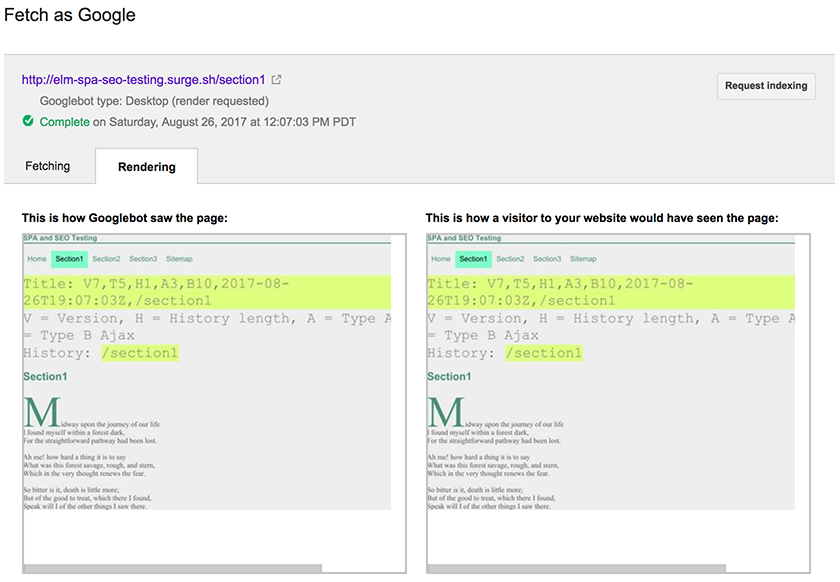 Fetch as Google
http://elm-spa-seo-testing.surge.sh/section1
Request indexing
Googlebot type: Desktop (render requested)
Complete on Saturday, August 26, 2017 at 12:07:03 PM PDT
Fetching
Rendering
This is how Googlebot saw the page:
SPA and SEO Testing
Home Section1 Section2 Section3 Sitemap
Title: V7,T5,H1,A3,B10,2017-08-
26T19:07:03Z,/section1
V = Version, H = History length, A = Type A
= Type B Ajax
History: /section1
Section1
Midway upon the journey of our life
I found myself within a forest dark,
For the straightforward pathway had been lost.
Ah me! how hard a thing it is to say
What was this forest savage, rough, and stern,
Which in the very thought renews the fear.
So bitter is it, death is little more;
But of the good to treat, which there I found,
Speak will I of the other things I saw there.
This is how a visitor to your website would have seen the page:
SPA and SEO Testing
Home Section1 Section2 Section3 Sitemap
Title: V7,T5,H1,A3,B10,2017-08-
26T19:07:03Z,/section1
V = Version, H = History length, A = Type A
= Type B Ajax
History: /section1
Section1
Midway upon the journey of our life
I found myself within a forest dark,
For the straightforward pathway had been lost.
Ah me! how hard a thing it is to say
What was this forest savage, rough, and stern,
Which in the very thought renews the fear.
So bitter is it, death is little more;
But of the good to treat, which there I found,
Speak will I of the other things I saw there.